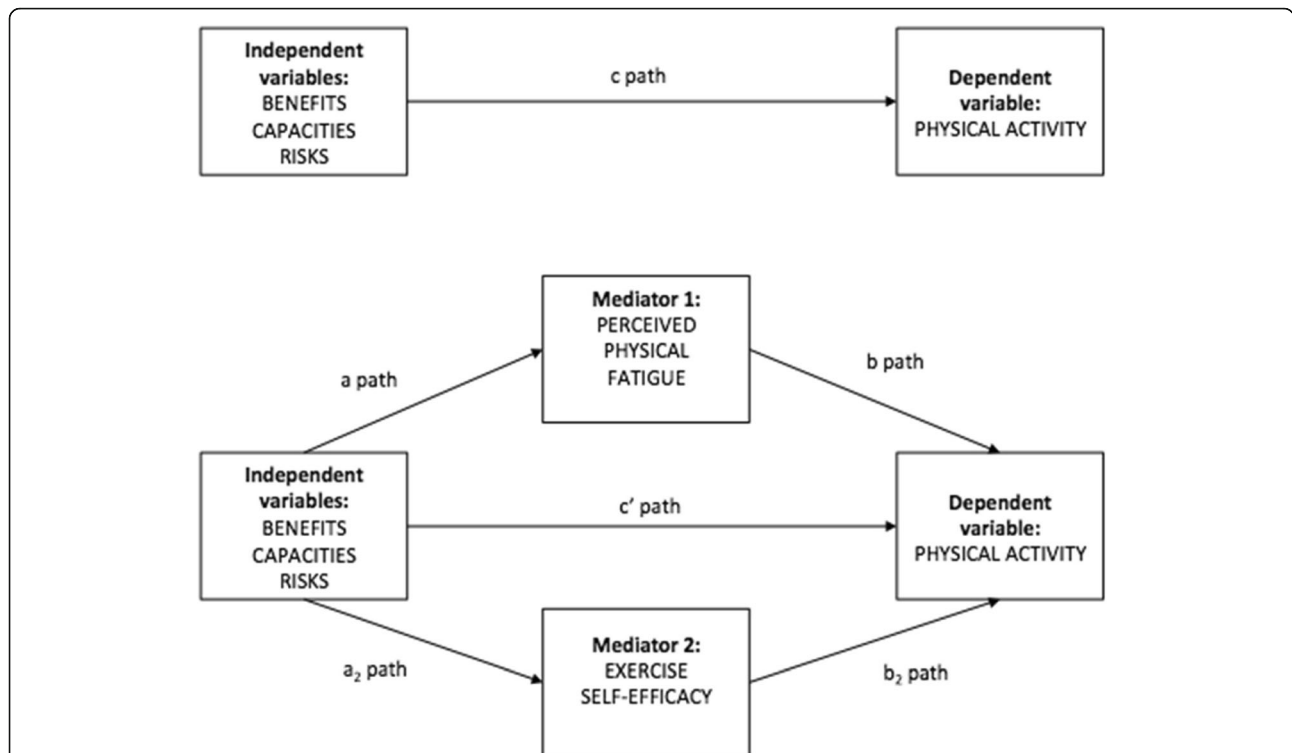 Independent
variables:
BENEFITS
CAPACITIES
RISKS
c path
Dependent
variable:
PHYSICAL ACTIVITY
Mediator 1:
PERCEIVED
PHYSICAL
FATIGUE
a path
b path
Independent
variables:
BENEFITS
CAPACITIES
RISKS
c’ path
Dependent
variable:
PHYSICAL ACTIVITY
a₂ path
Mediator 2:
EXERCISE
SELF-EFFICACY
b₂ path